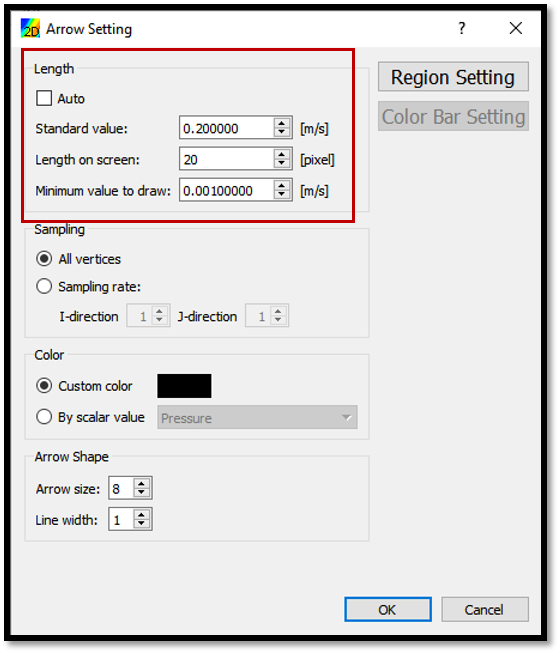 2D Arrow Setting ?
Length
Region Setting
Auto
Color Bar Setting
Standard value: 0.200000 [m/s]
Length on screen: 20 [pixel]
Minimum value to draw: 0.00100000 [m/s]
Sampling
All vertices
Sampling rate:
I-direction 1 J-direction 1
Color
Custom color
By scalar value Pressure
Arrow Shape
Arrow size: 8
Line width: 1
OK Cancel